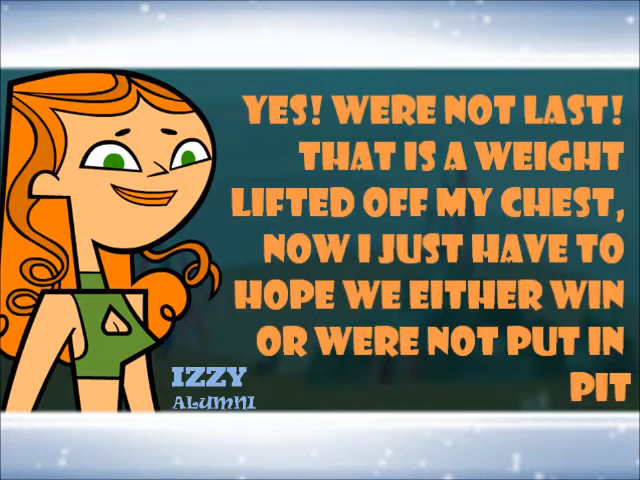 YES! WERE NOT LAST!
THAT IS A WEIGHT
LIFTED OFF MY CHEST,
NOW I JUST HAVE TO
HOPE WE EITHER WIN
OR WERE NOT PUT IN
PIT
IZZY
ALUMNI